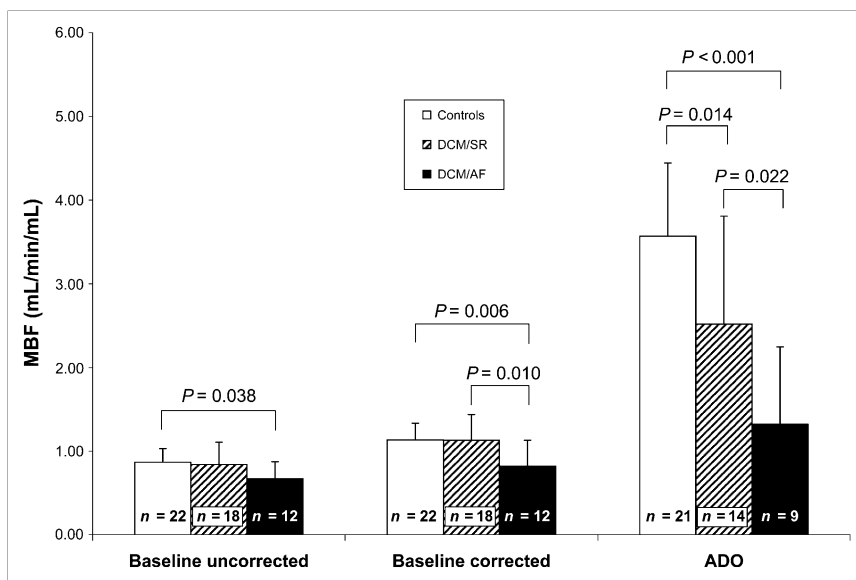 6.00
5.00
4.00
3.00
2.00
1.00
0.00
MBF (mL/min/mL)
Controls
DCM/SR
DCM/AF
P < 0.001
P = 0.014
P = 0.022
P = 0.006
P = 0.010
P = 0.038
n = 22 n = 18 n = 12
n = 22 n = 18 n = 12
n = 21 n = 14 n = 9
Baseline uncorrected Baseline corrected ADO